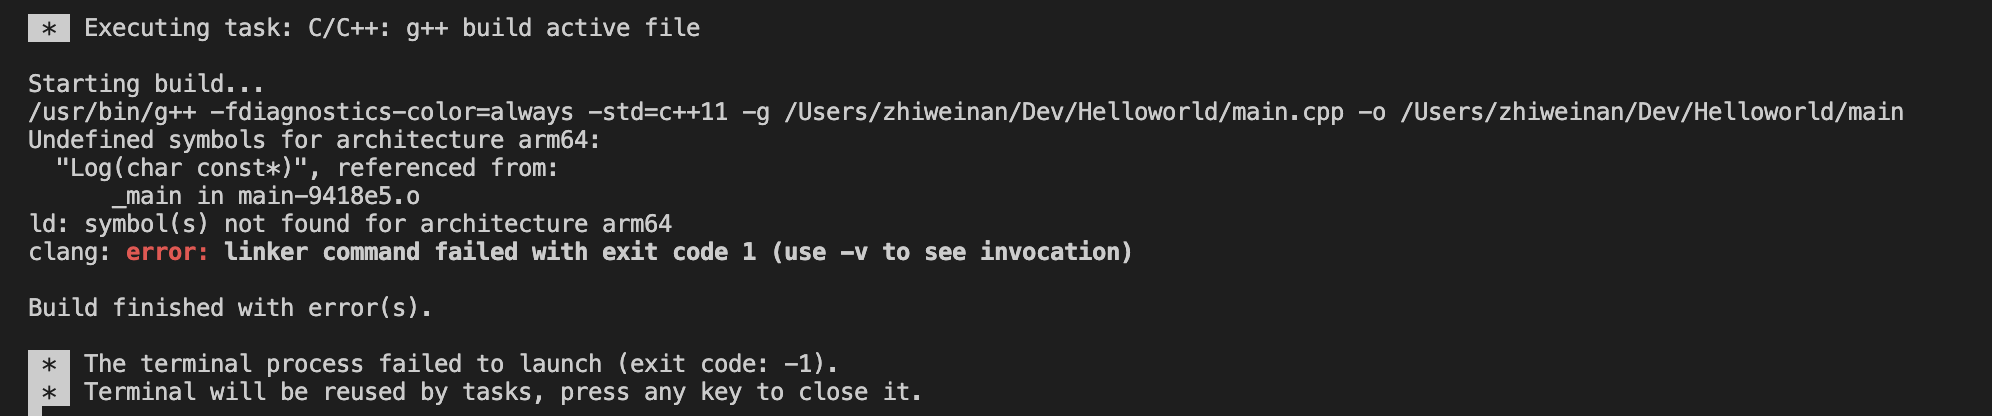 * Executing task: C/C++: g++ build active file
Starting build...
/usr/bin/g++ -fdiagnostics-color=always -std=c++11 -g /Users/zhiweinan/Dev/Helloworld/main.cpp -o /Users/zhiweinan/Dev/Helloworld/main
Undefined symbols for architecture arm64:
"Log(char const*)", referenced from:
_main in main-9418e5.o
ld: symbol(s) not found for architecture arm64
clang: error: linker command failed with exit code 1 (use -v to see invocation)
Build finished with error(s).
* The terminal process failed to launch (exit code: -1).
* Terminal will be reused by tasks, press any key to close it.